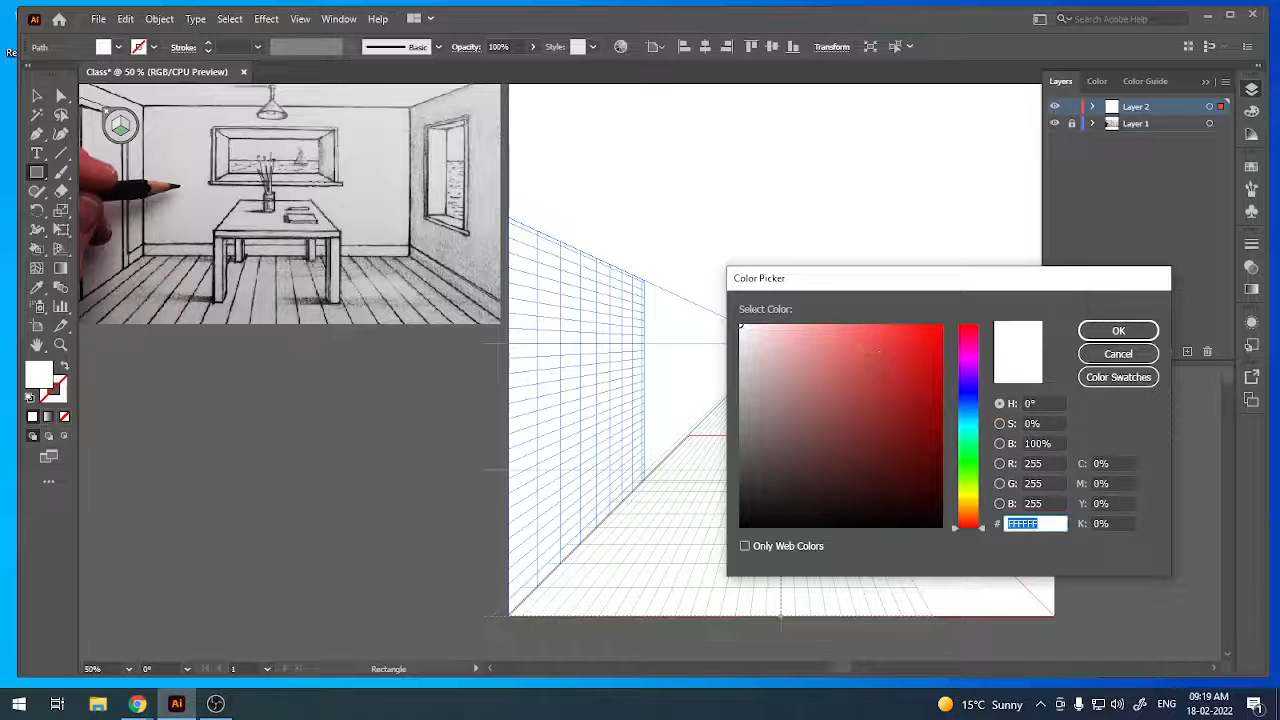 Ai
File Edit Object Type Select Effect View Window Help
Search Adobe Help
Path
Stroke:
Basic
Opacity: 100%
Style:
Transform
Class* @ 50 % (RGB/CPU Preview)
Layers Color Color Guide
Layer 2
Layer 1
Color Picker
Select Color:
OK
Cancel
Color Swatches
H: 0°
S: 0%
B: 100%
R: 255 C: 0%
G: 255 M: 0%
B: 255 Y: 0%
# FFFFFF K: 0%
Only Web Colors
50% 0° 1 Rectangle
Ai
15°C Sunny
ENG
09:19 AM
18-02-2022